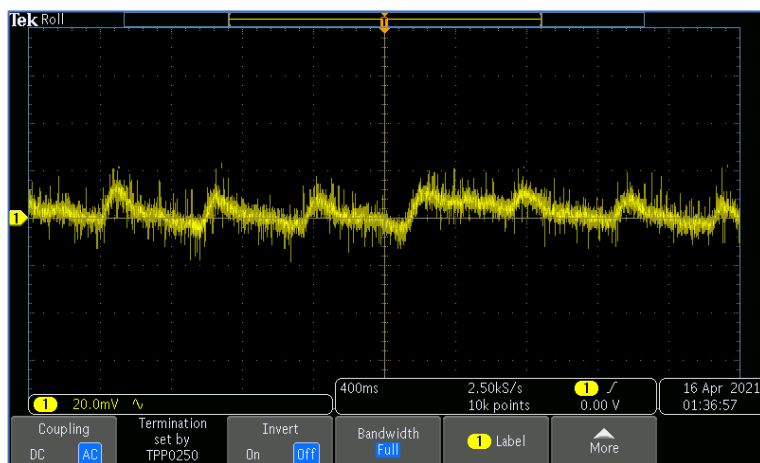 Tek Roll
T
1
1 20.0mV
400ms 2.50kS/s 1
10k points 0.00 V
16 Apr 2021
01:36:57
Coupling
DC AC
Termination
set by
TPP0250
Invert
On Off
Bandwidth
Full
1 Label
More